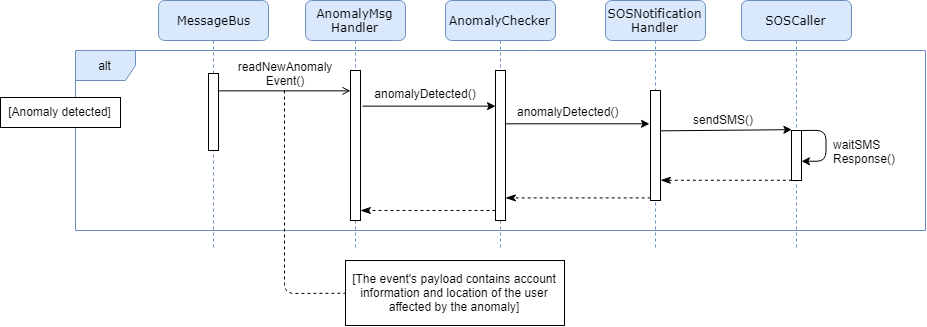 MessageBus
AnomalyMsg
Handler
AnomalyChecker
SOSNotification
Handler
SOSCaller
alt
readNewAnomaly
Event()
anomalyDetected()
[Anomaly detected]
anomalyDetected()
sendSMS()
waitSMS
Response()
[The event's payload contains account
information and location of the user
affected by the anomaly]